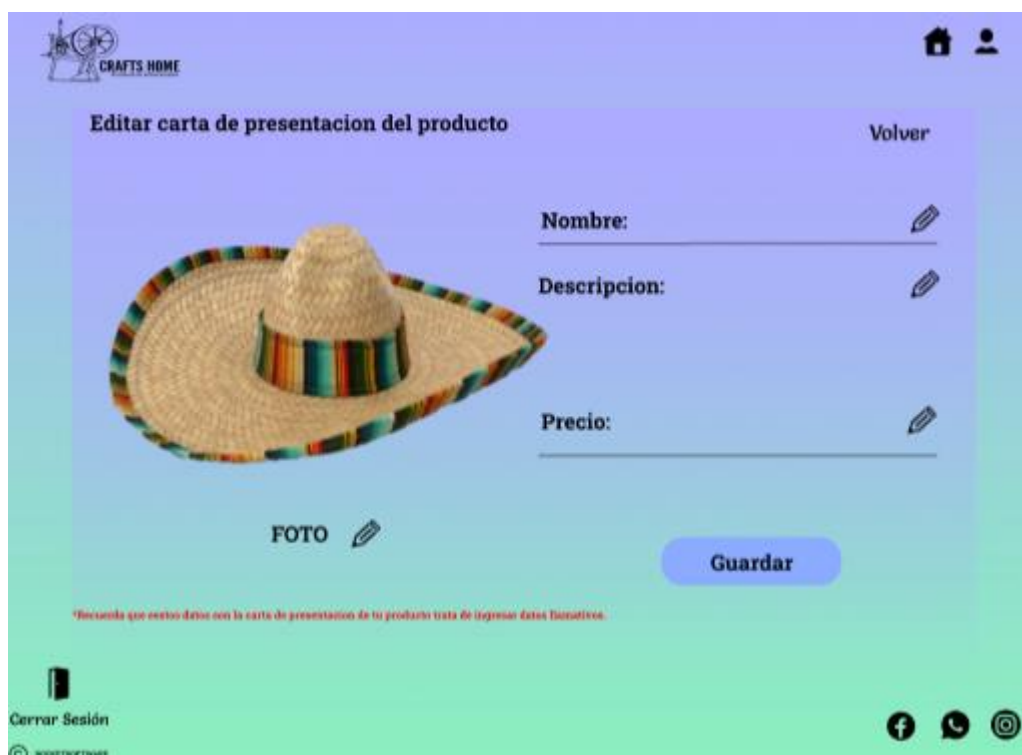 CRAFTS HOME
Editar carta de presentacion del producto
Volver
Nombre:
Descripcion:
Precio:
FOTO
Guardar
*Recuerda que estos datos son la carta de presentacion de tu producto trata de ingresar datos llamativos.
Cerrar Sesión
©